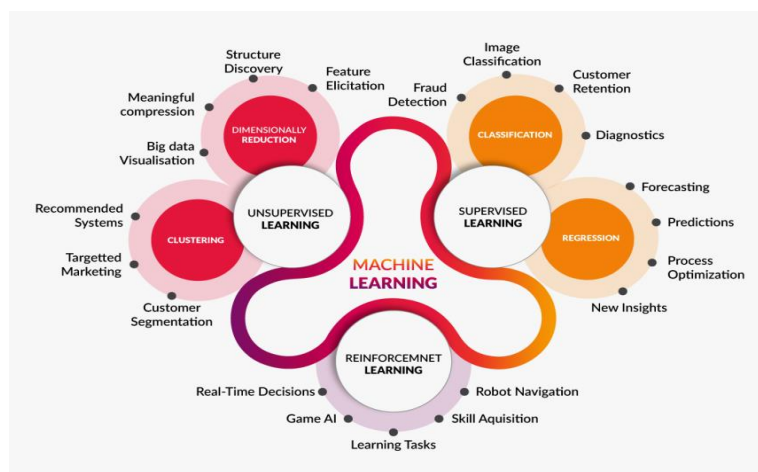 Structure
Discovery
Feature
Elicitation
Meaningful
compression
Big data
Visualisation
DIMENSIONALLY
REDUCTION
UNSUPERVISED
LEARNING
Recommended
Systems
Targetted
Marketing
Customer
Segmentation
CLUSTERING
Image
Classification
Fraud
Detection
Customer
Retention
Diagnostics
CLASSIFICATION
SUPERVISED
LEARNING
Forecasting
Predictions
Process
Optimization
New Insights
REGRESSION
MACHINE
LEARNING
REINFORCEMNET
LEARNING
Real-Time Decisions
Game AI
Learning Tasks
Skill Aquisition
Robot Navigation